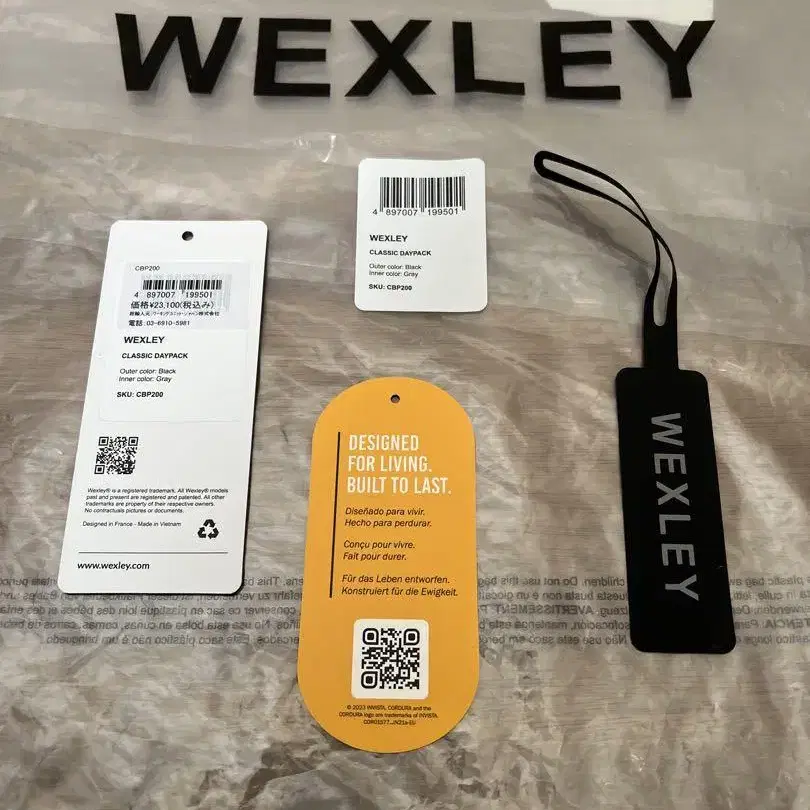 WEXLEY
4 897007 199501
WEXLEY
CLASSIC DAYPACK
Outer color: Black
Inner color: Gray
SKU: CBP200
CBP200
4 897007 199501
価格¥23,100(税込み)
電話:03-6910-5981
WEXLEY
CLASSIC DAYPACK
Outer color: Black
Inner color: Gray
SKU: CBP200
Wexley® is a registered trademark. All Wexley® models
past and present are registered and patented. All other
trademarks are property of their respective owners.
No contractuals pictures or documents.
Designed in France - Made in Vietnam
www.wexley.com
DESIGNED
FOR LIVING.
BUILT TO LAST.
Diseñado para vivir.
Hecho para perdurar.
Conçu pour vivre.
Fait pour durer.
Für das Leben entworfen.
Konstruiert für die Ewigkeit.
© 2023 INVISTA. CORDURA and the
CORDURA logo are trademarks of INVISTA.
WEXLEY